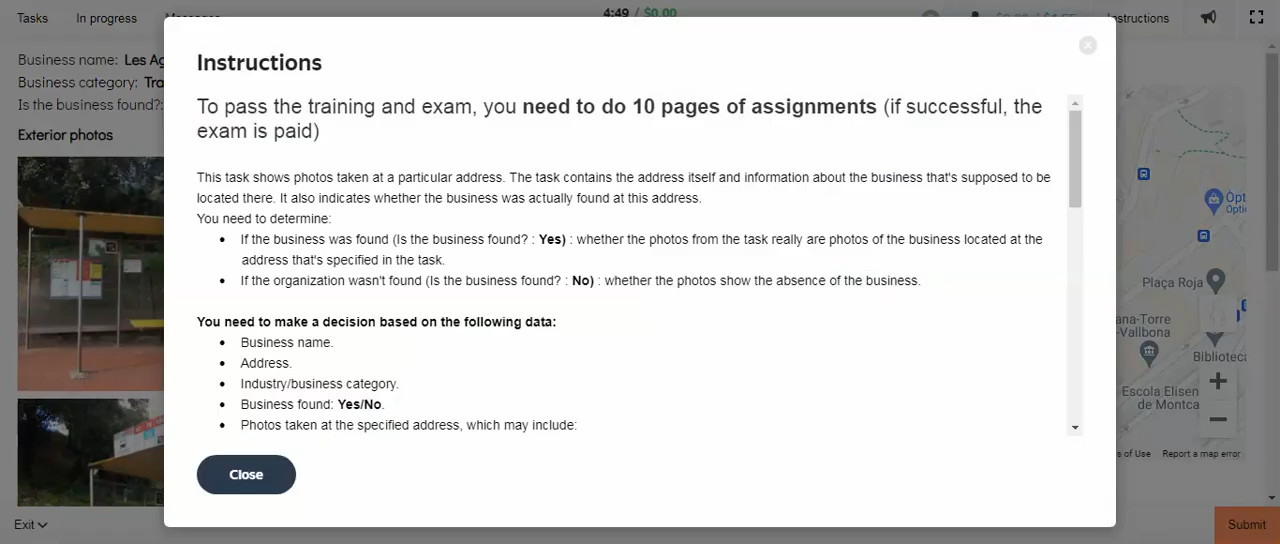 Tasks In progress Messages 4:49 / $0.00 Instructions
Business name: Les Ag
Business category: Tra
Is the business found?:
Exterior photos
Instructions
To pass the training and exam, you need to do 10 pages of assignments (if successful, the
exam is paid)
This task shows photos taken at a particular address. The task contains the address itself and information about the business that's supposed to be
located there. It also indicates whether the business was actually found at this address.
You need to determine:
• If the business was found (Is the business found? : Yes) : whether the photos from the task really are photos of the business located at the
address that's specified in the task.
• If the organization wasn't found (Is the business found? : No) : whether the photos show the absence of the business.
You need to make a decision based on the following data:
• Business name.
• Address.
• Industry/business category.
• Business found: Yes/No.
• Photos taken at the specified address, which may include:
Close
Òpt
Optic
Plaça Roja
ana-Torre
-Vallbona
Biblioteca
Escola Elisen
de Montca
s of Use Report a map error
Exit
Submit